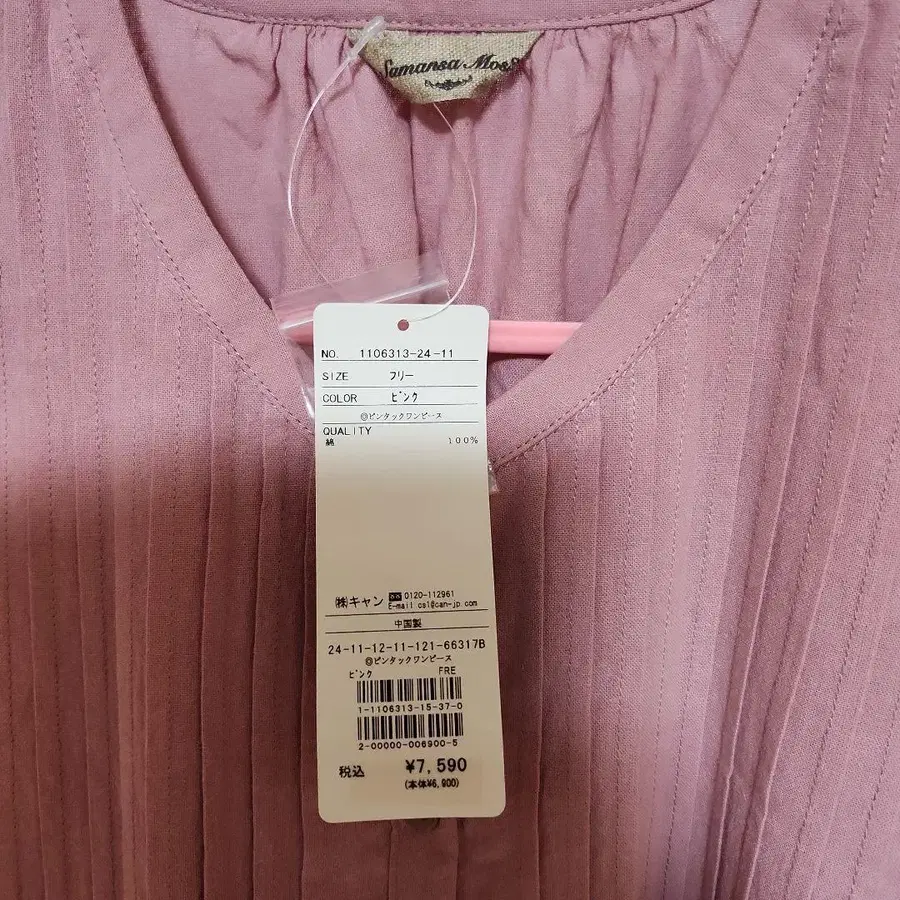 Samansa Mos
NO. 1106313-24-11
SIZE フリー
COLOR ピンク
◎ピンタックワンピース
QUALITY
綿 100%
㈱キャン 0120-112961
E-mail csl@can-jp.com
中国製
24-11-12-11-121-66317B
◎ピンタックワンピース
ピンク FRE
1-1106313-15-37-0
2-00000-006900-5
税込 ¥7,590
(本体¥6,900)